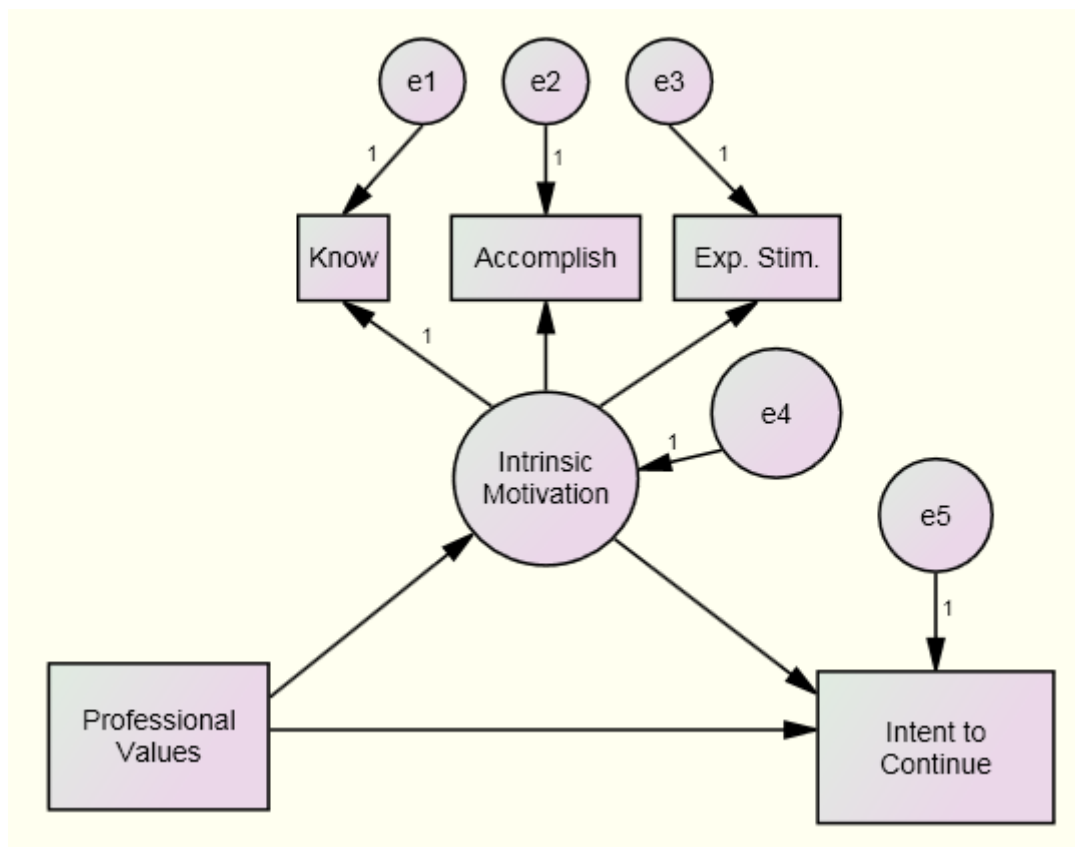 e1
e2
e3
1
1
1
Know
Accomplish
Exp. Stim.
1
e4
1
Intrinsic
Motivation
e5
1
Professional
Values
Intent to
Continue